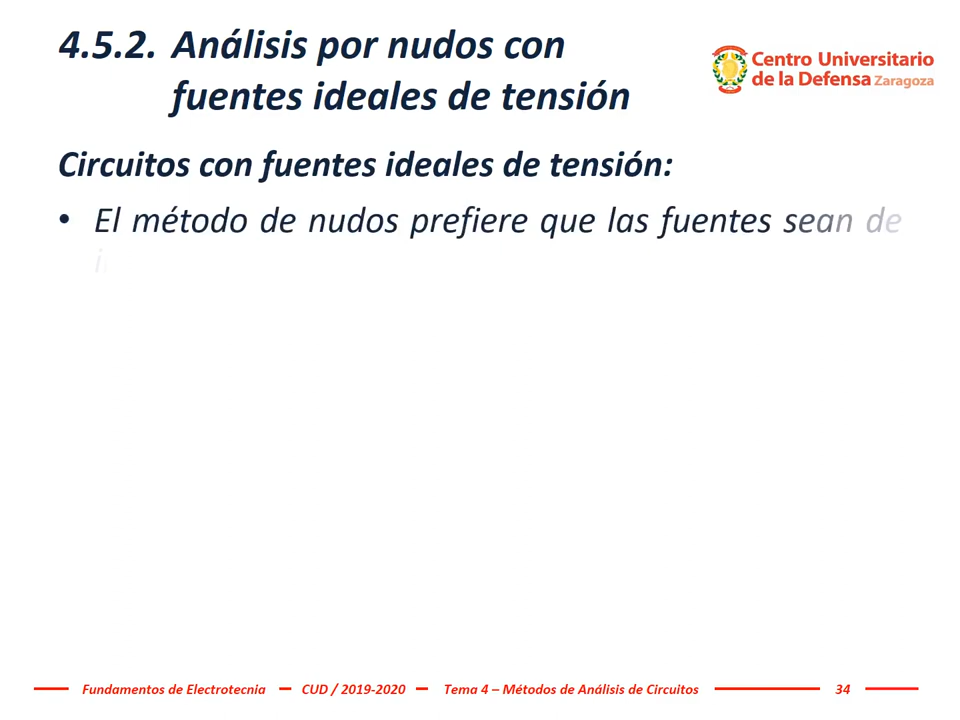 4.5.2. Análisis por nudos con
fuentes ideales de tensión
Centro Universitario
de la Defensa Zaragoza
Circuitos con fuentes ideales de tensión:
• El método de nudos prefiere que las fuentes sean de
Fundamentos de Electrotecnia – CUD / 2019-2020 – Tema 4 – Métodos de Análisis de Circuitos 34